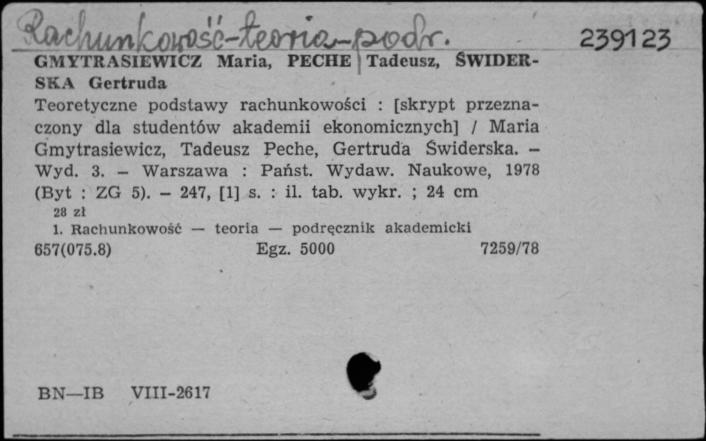 Rachunkowość-teoria-podr. 239123
GMYTRASIEWICZ Maria, PECHE Tadeusz, ŚWIDER-
SKA Gertruda
Teoretyczne podstawy rachunkowości : [skrypt przezna-
czony dla studentów akademii ekonomicznych] / Maria
Gmytrasiewicz, Tadeusz Peche, Gertruda Świderska. –
Wyd. 3. – Warszawa : Państ. Wydaw. Naukowe, 1978
(Byt : ZG 5). – 247, [1] s. : il. tab. wykr. ; 24 cm
28 zł
1. Rachunkowość — teoria — podręcznik akademicki
657(075.8) Egz. 5000 7259/78
BN—IB VIII-2617